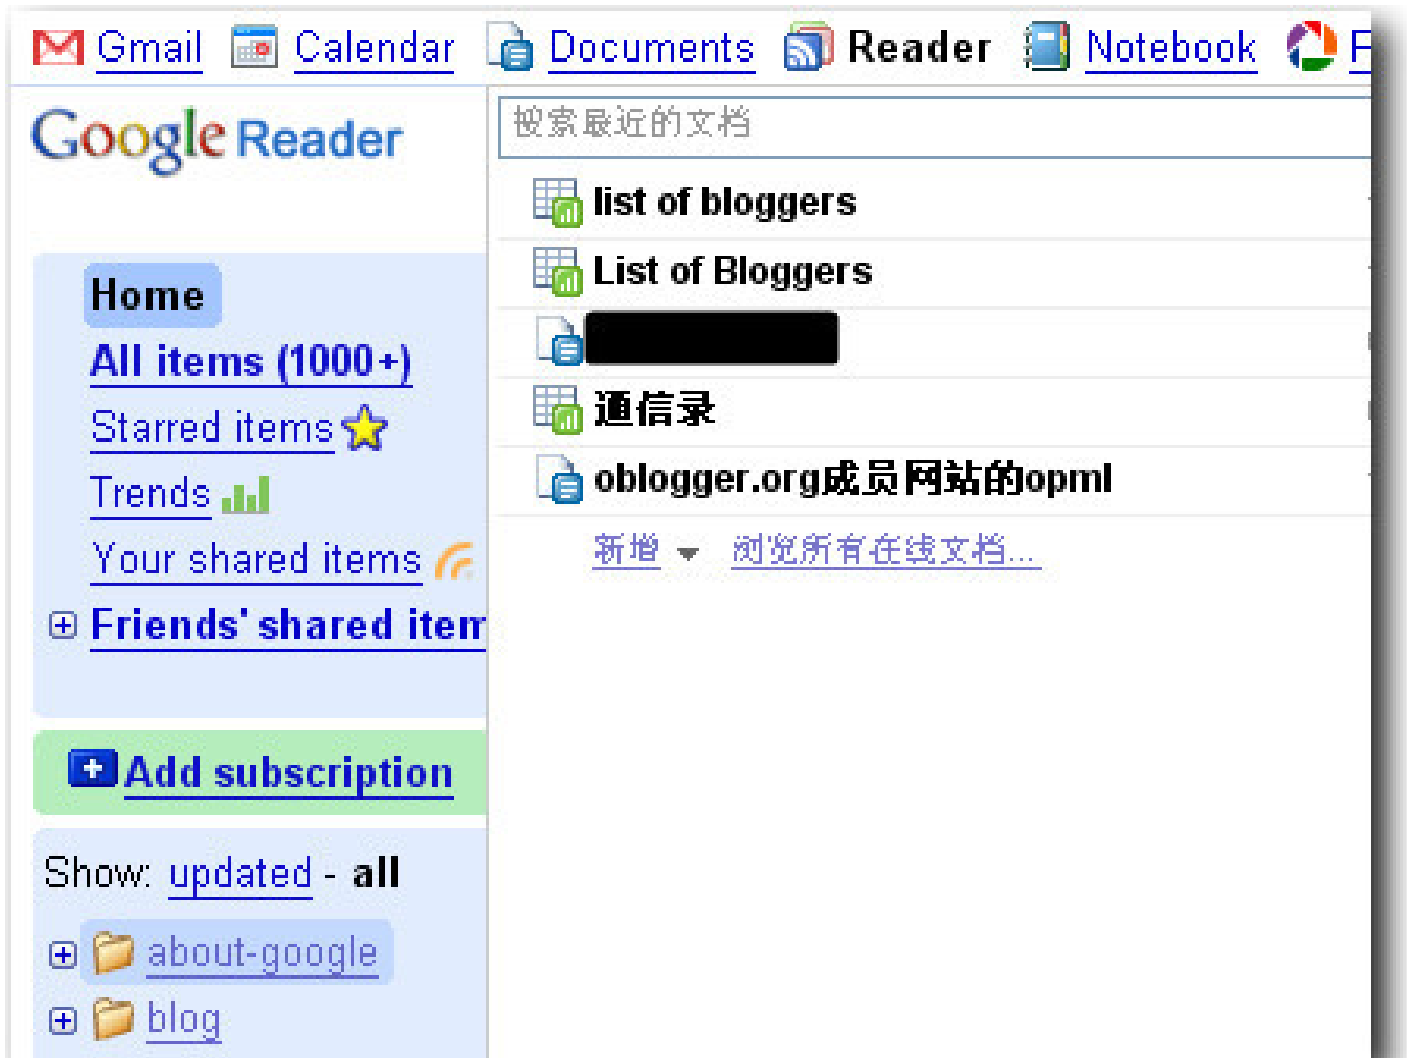 Gmail Calendar Documents Reader Notebook
Google Reader
搜索最近的文档
list of bloggers
List of Bloggers
通信录
oblogger.org成员网站的opml
新增 浏览所有在线文档...
Home
All items (1000+)
Starred items
Trends
Your shared items
Friends' shared item
Add subscription
Show: updated - all
about-google
blog